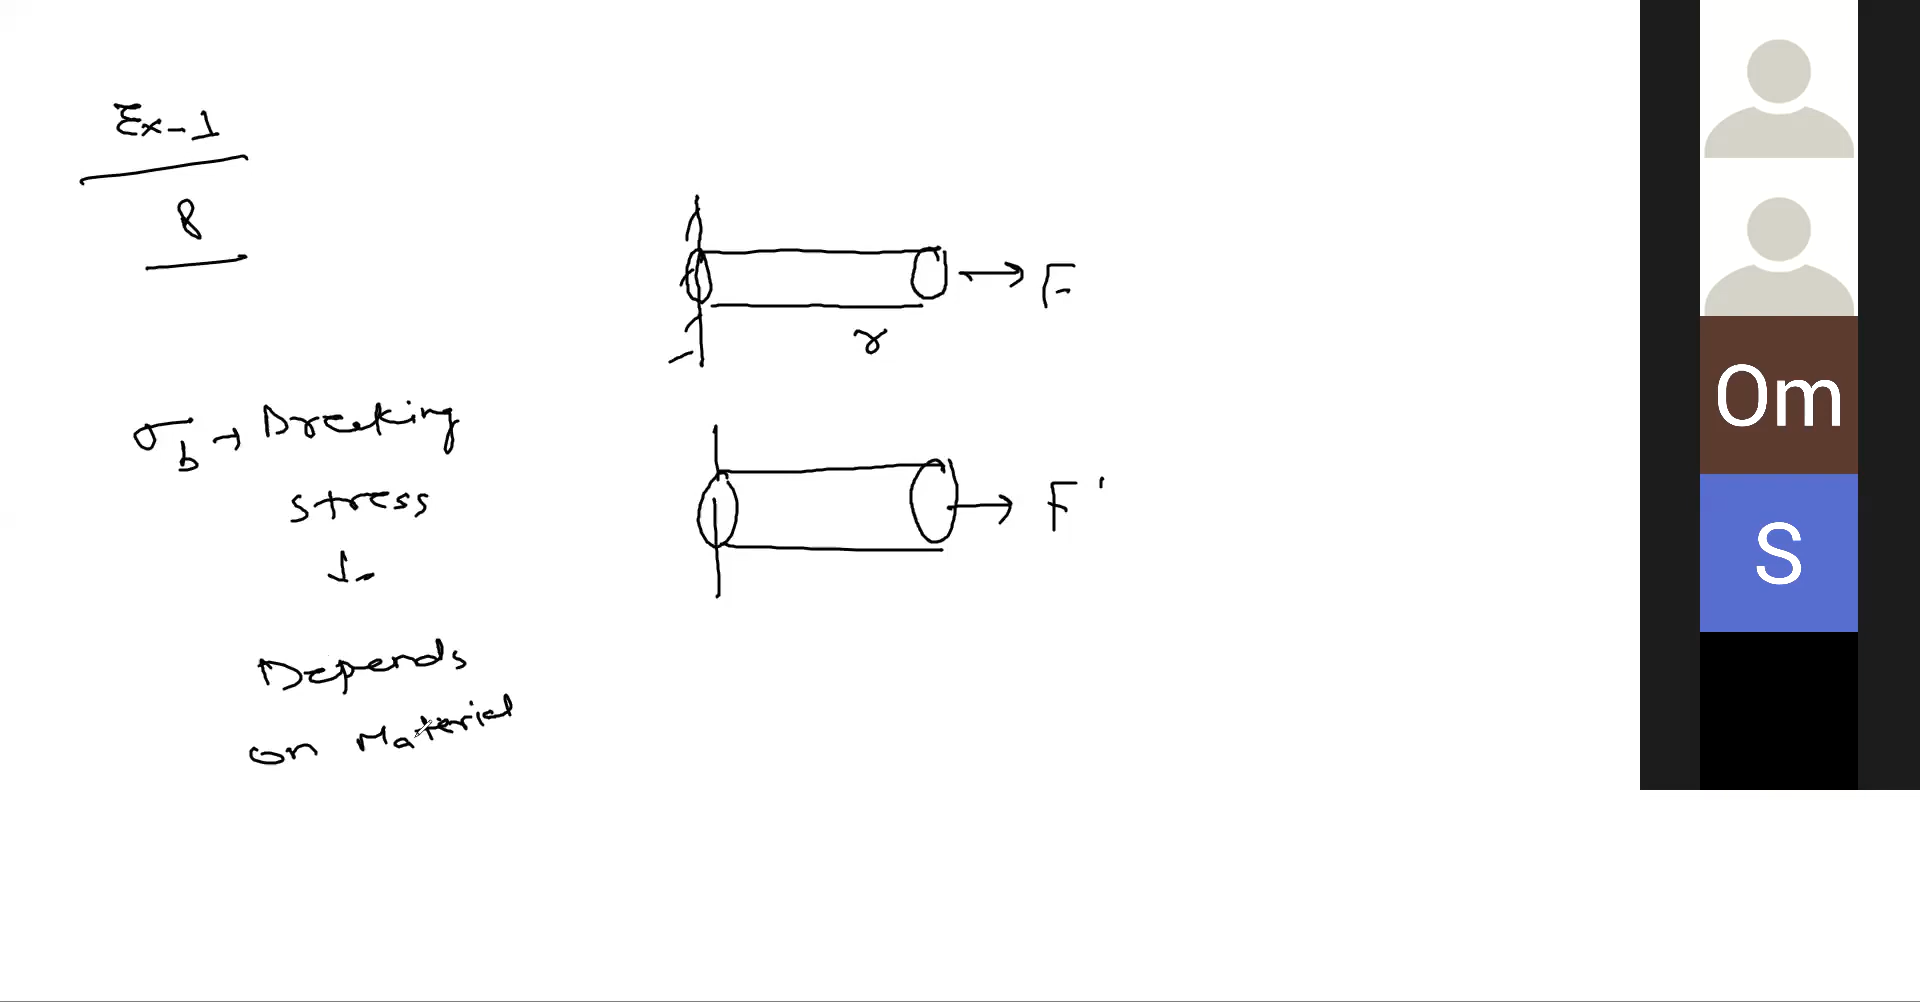 Ex-1
8
F
r
σb → Breaking
stress
F'
Depends
on Material
Om
S